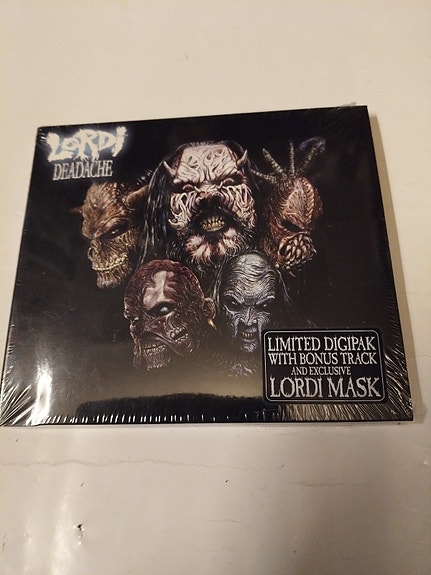 LORDI
DEADACHE
LIMITED DIGIPAK
WITH BONUS TRACK
AND EXCLUSIVE
LORDI MASK